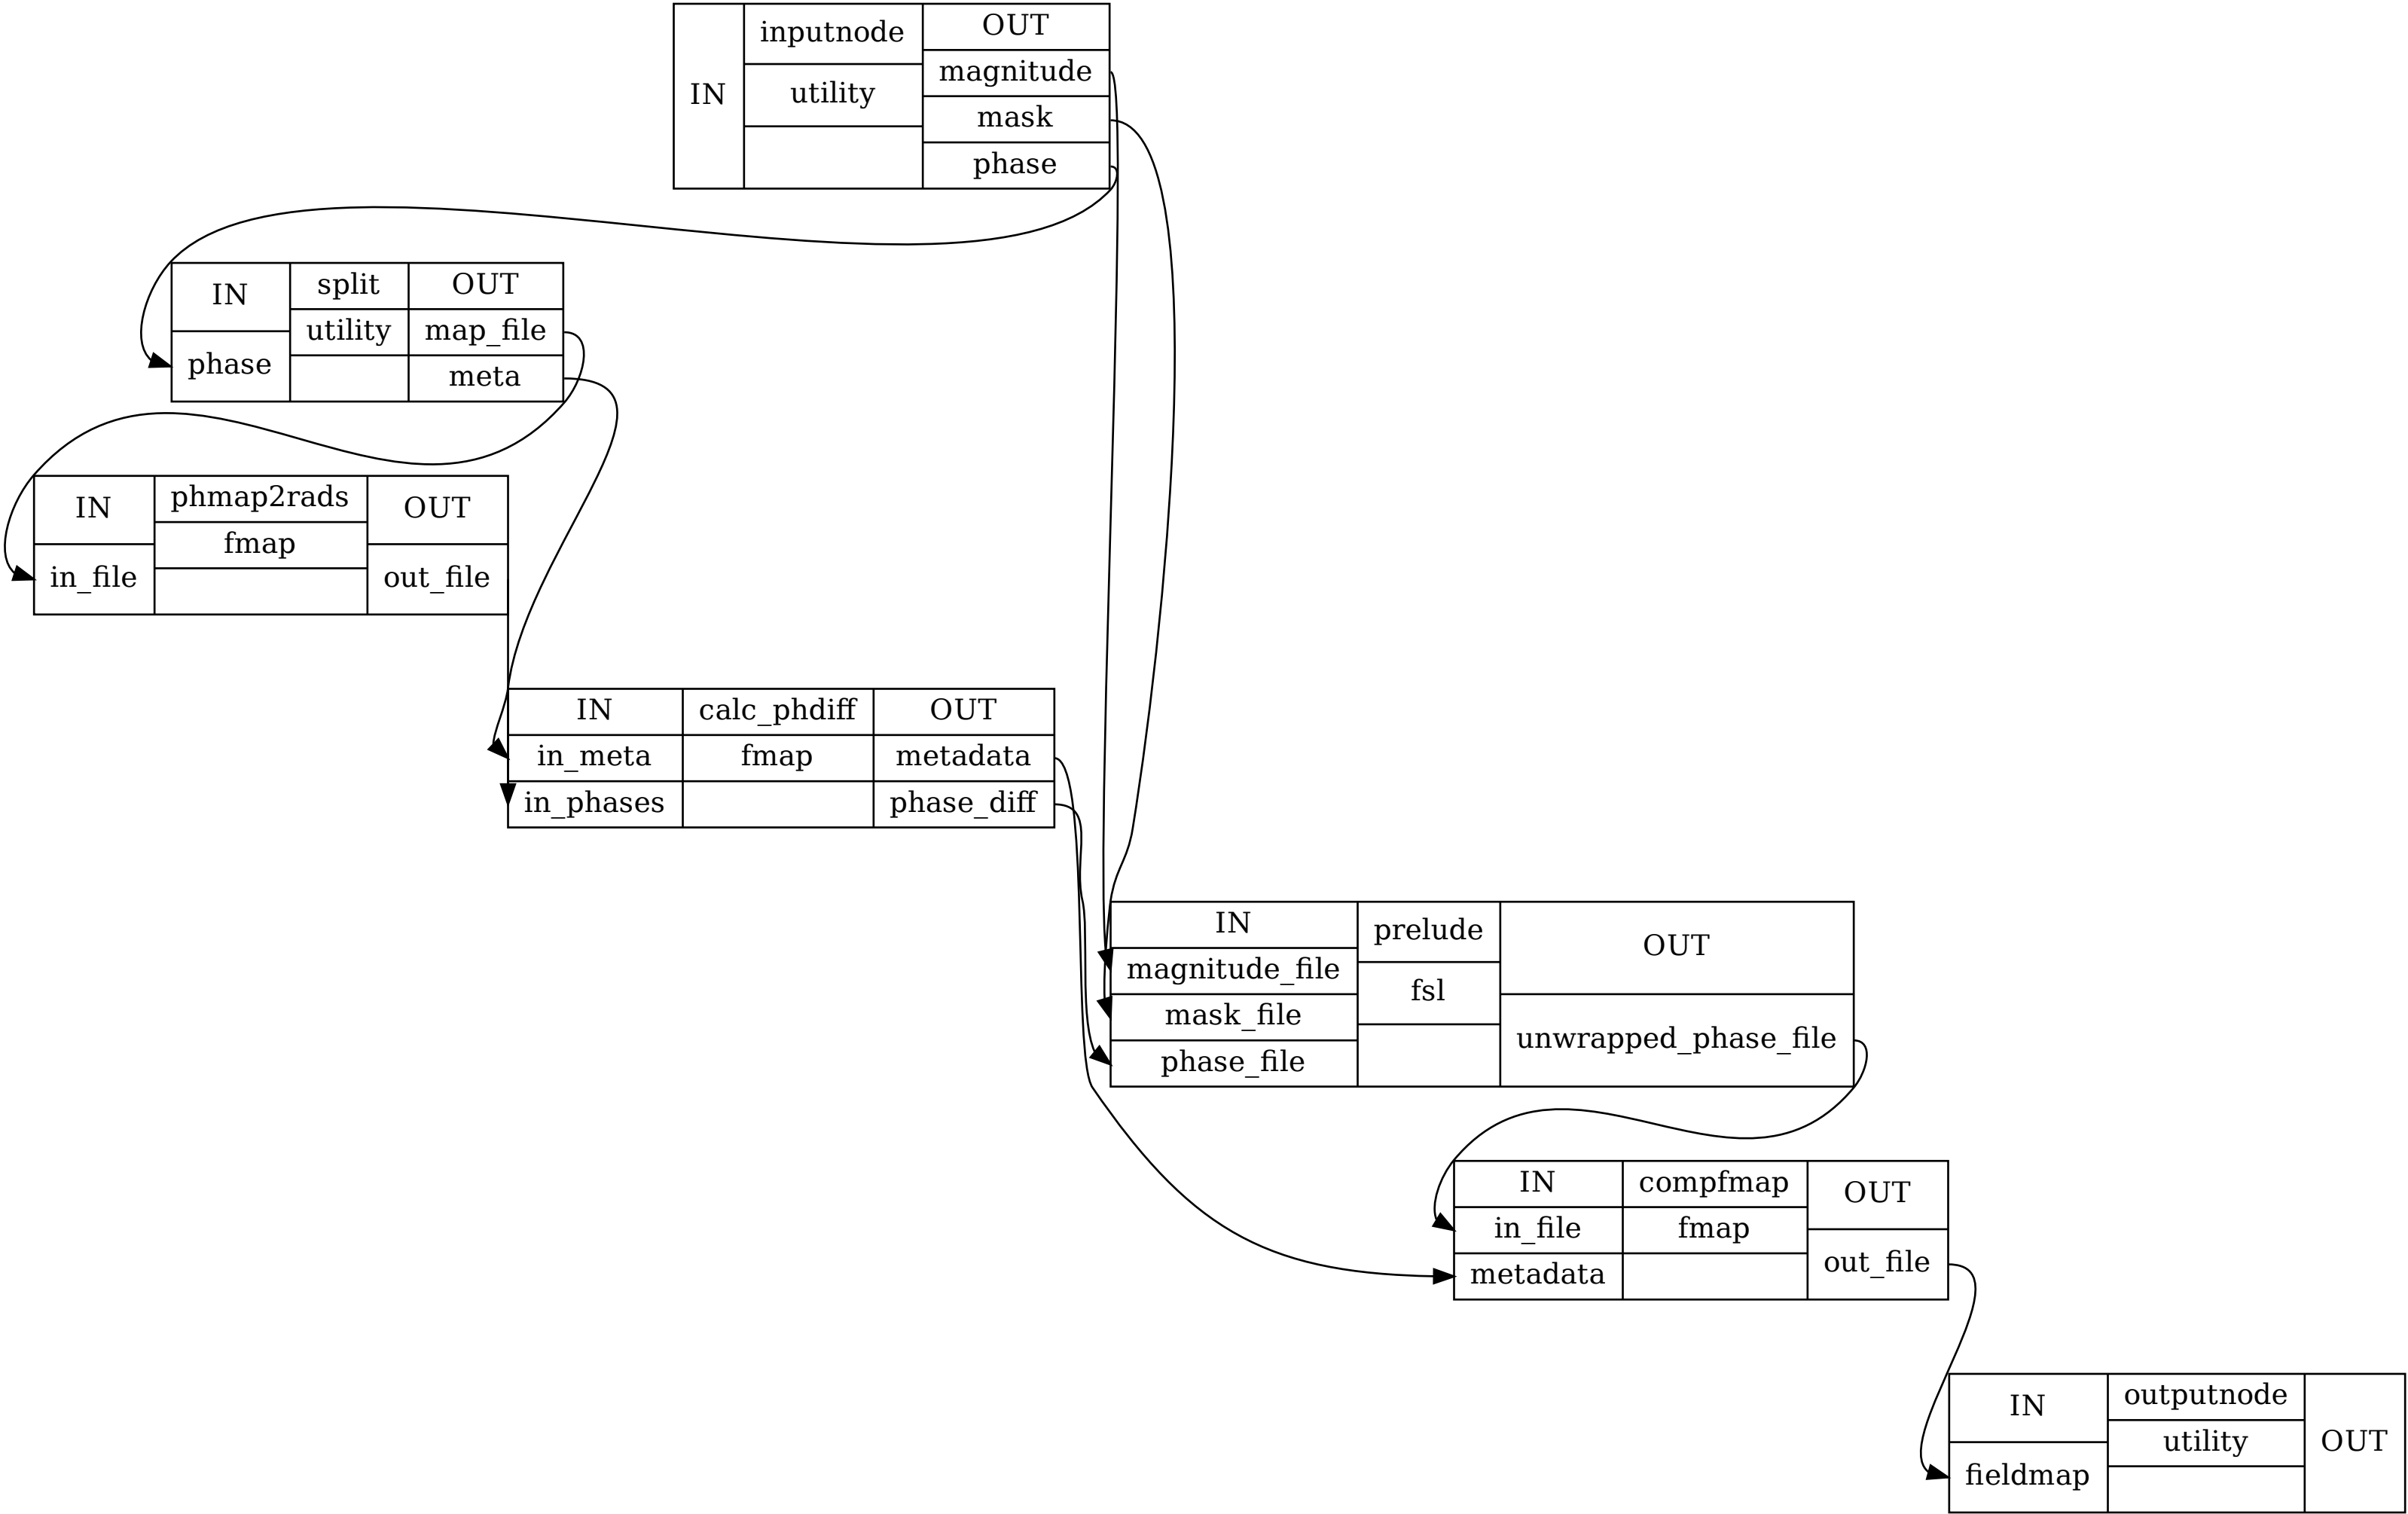 IN
inputnode
utility
OUT
magnitude
mask
phase
IN
phase
split
utility
OUT
map_file
meta
IN
in_file
phmap2rads
fmap
OUT
out_file
IN
in_meta
in_phases
calc_phdiff
fmap
OUT
metadata
phase_diff
IN
magnitude_file
mask_file
phase_file
prelude
fsl
OUT
unwrapped_phase_file
IN
in_file
metadata
compfmap
fmap
OUT
out_file
IN
fieldmap
outputnode
utility
OUT